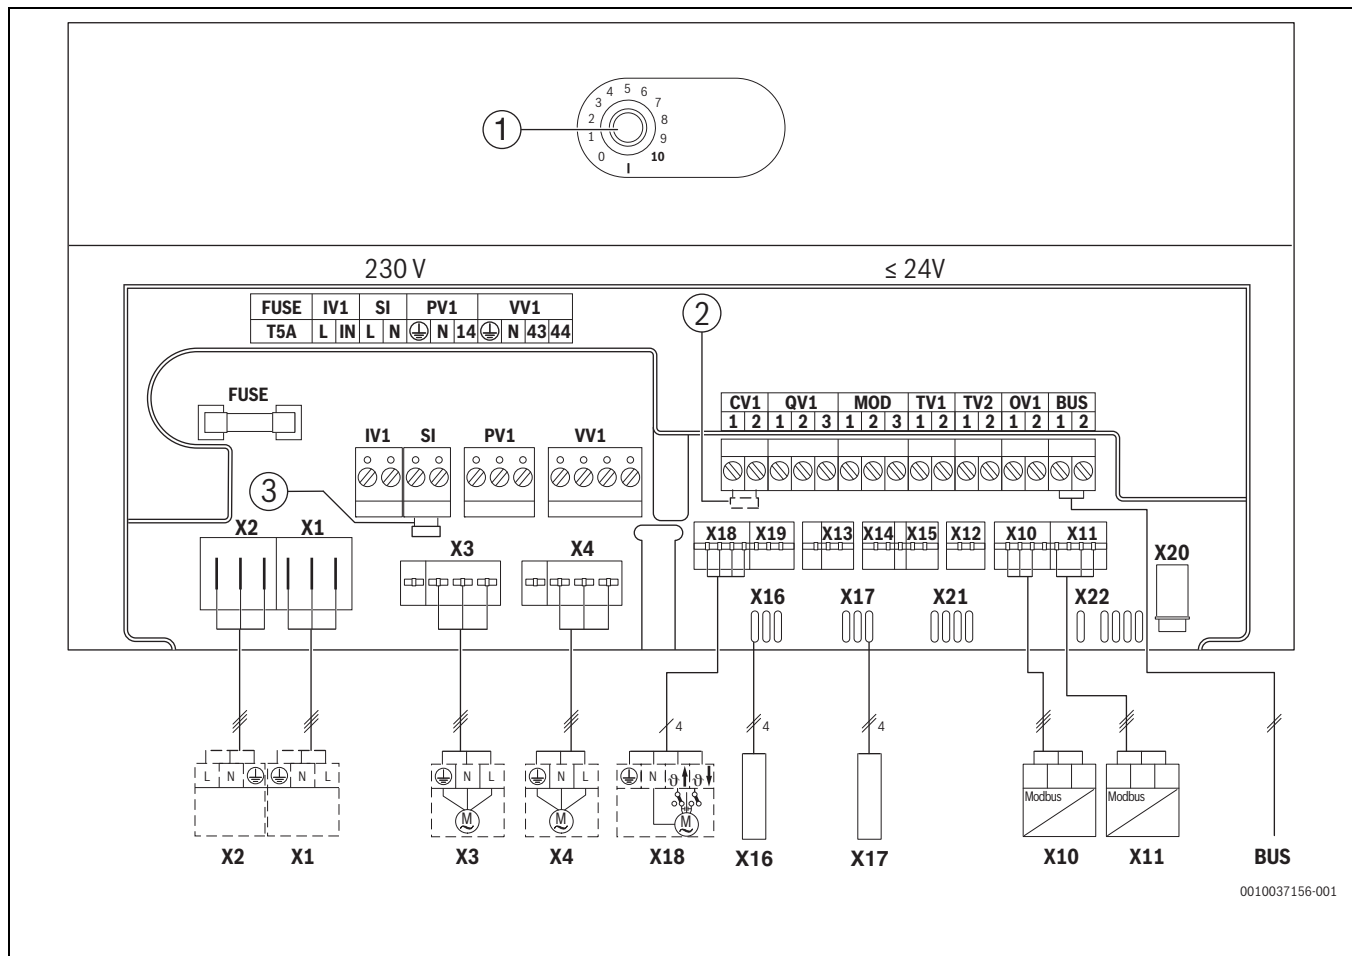 4 5 6
3 7
2 8
1 9
0 10
I
1
230 V ≤ 24V
FUSE IV1 SI PV1 VV1
T5A L IN L N N 14 N 43 44
2
FUSE
CV1 QV1 MOD TV1 TV2 OV1 BUS
1 2 1 2 3 1 2 3 1 2 1 2 1 2 1 2
IV1 SI PV1 VV1
3
X2 X1
X18 X19 X13 X14 X15 X12 X10 X11
X3 X4
X20
X16 X17 X21 X22
4 4 4
L N N L N L N L N ϑ ϑ
M ~ M ~ M ~
Modbus Modbus
X2 X1 X3 X4 X18 X16 X17 X10 X11 BUS
0010037156-001